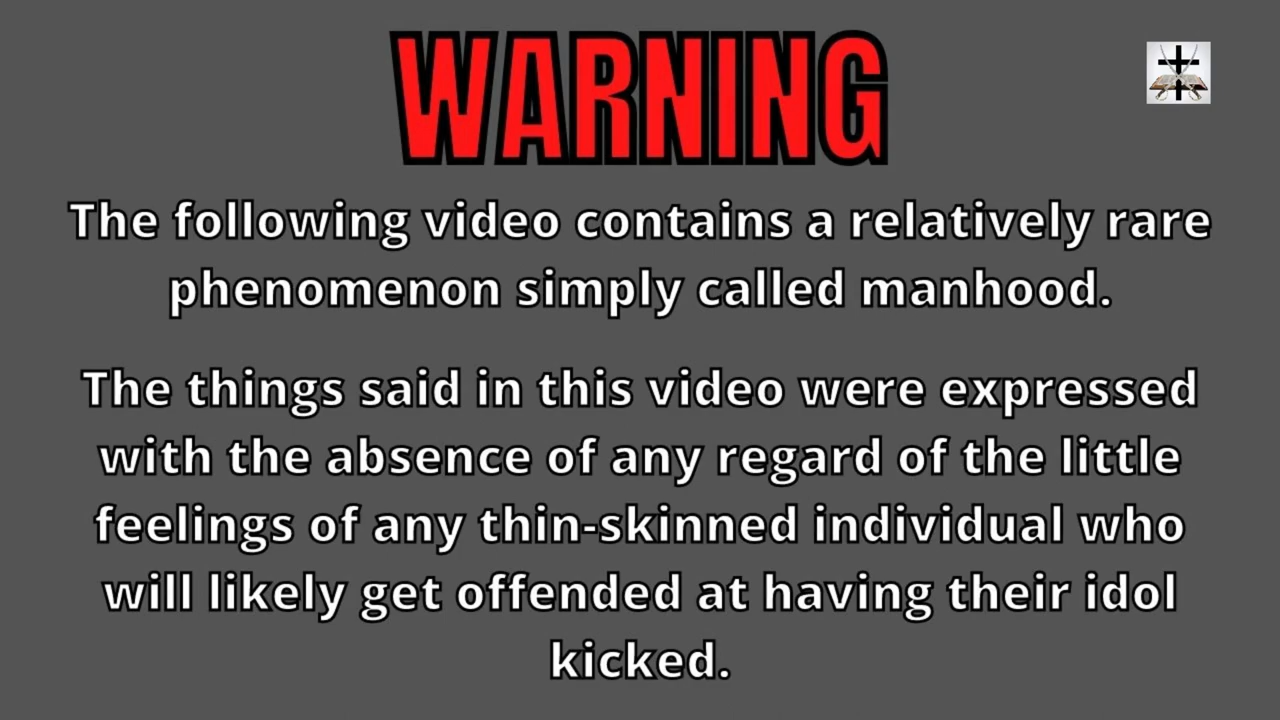 WARNING
The following video contains a relatively rare
phenomenon simply called manhood.
The things said in this video were expressed
with the absence of any regard of the little
feelings of any thin-skinned individual who
will likely get offended at having their idol
kicked.